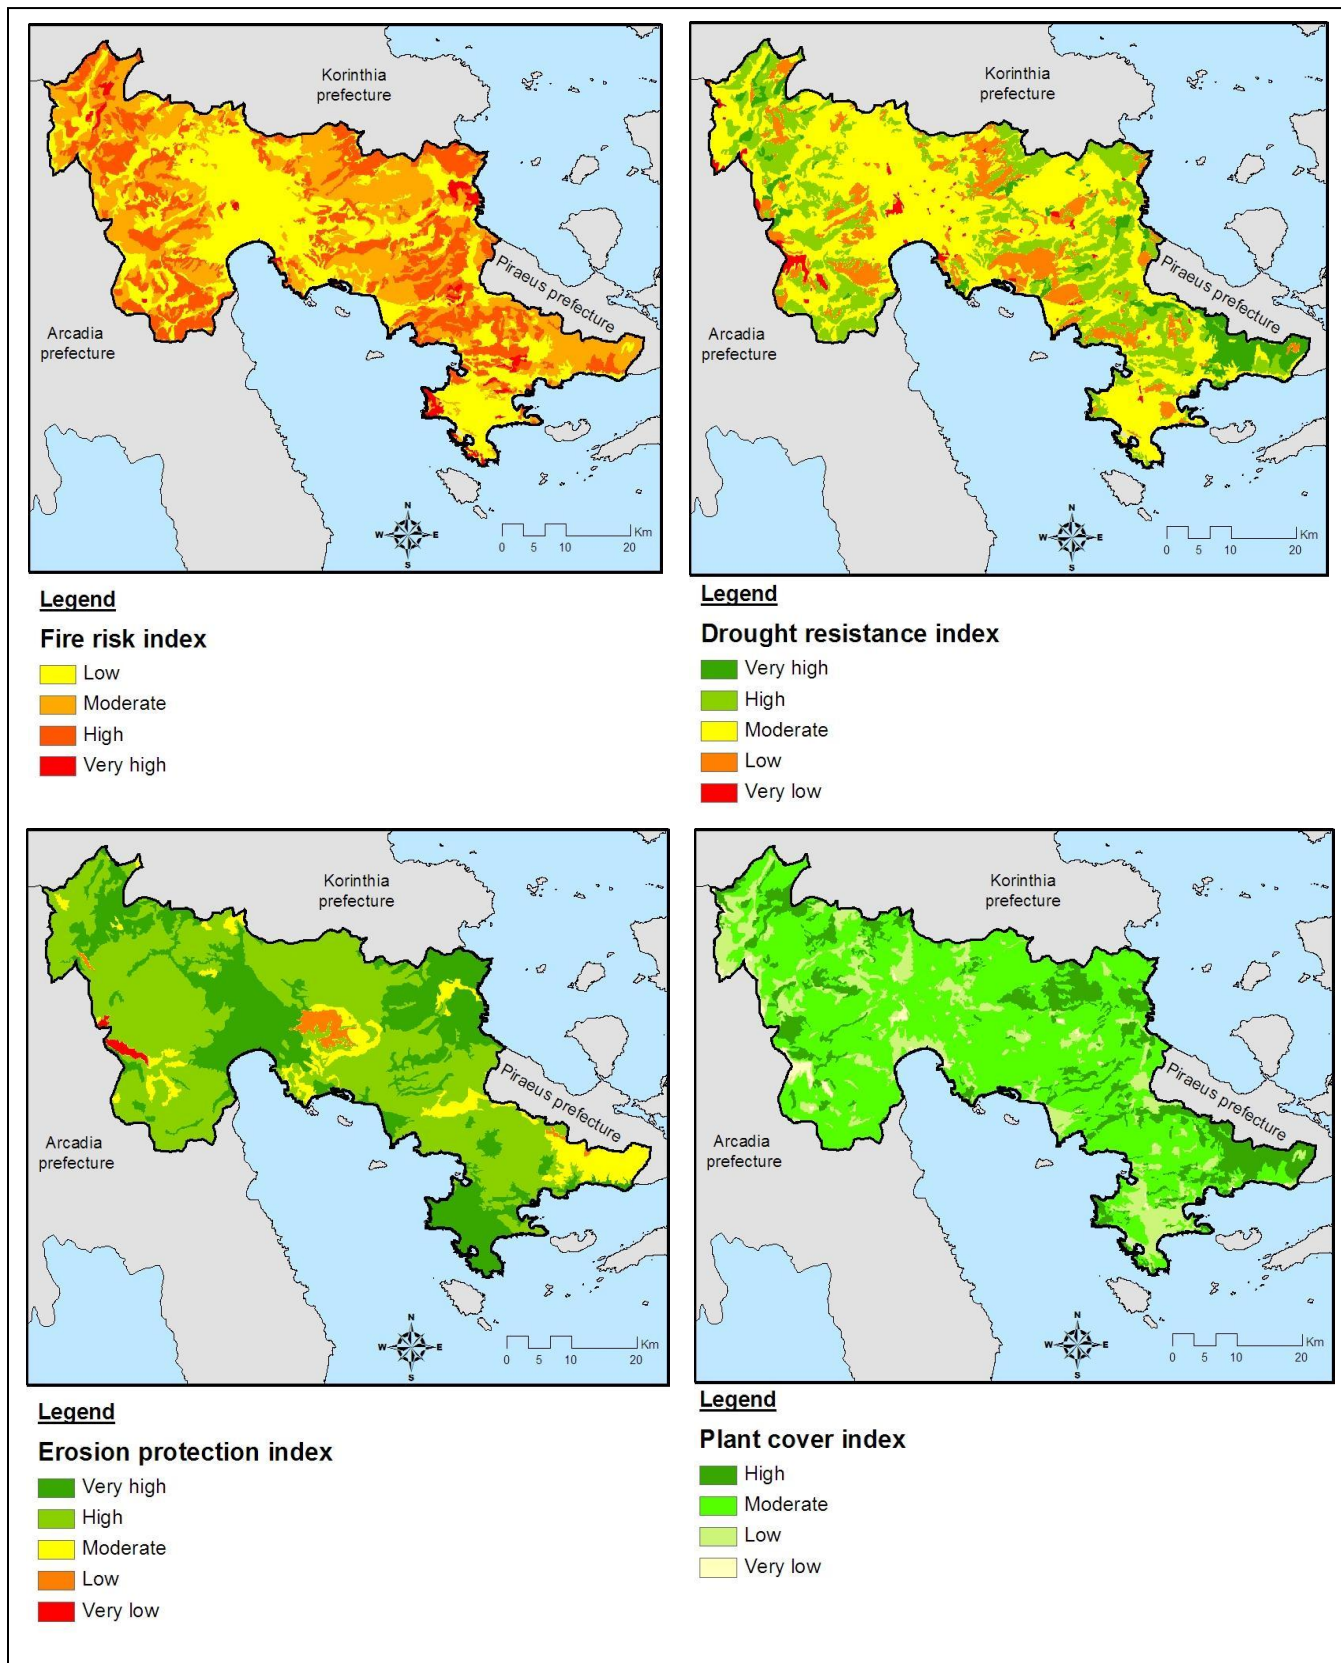 Korinthia
prefecture
Piraeus prefecture
Arcadia
prefecture
N
W E
S
Km
0 5 10 20
Legend
Fire risk index
Low
Moderate
High
Very high
Korinthia
prefecture
Piraeus prefecture
Arcadia
prefecture
N
W E
S
Km
0 5 10 20
Legend
Drought resistance index
Very high
High
Moderate
Low
Very low
Korinthia
prefecture
Piraeus prefecture
Arcadia
prefecture
N
W E
S
Km
0 5 10 20
Legend
Erosion protection index
Very high
High
Moderate
Low
Very low
Korinthia
prefecture
Piraeus prefecture
Arcadia
prefecture
N
W E
S
Km
0 5 10 20
Legend
Plant cover index
High
Moderate
Low
Very low